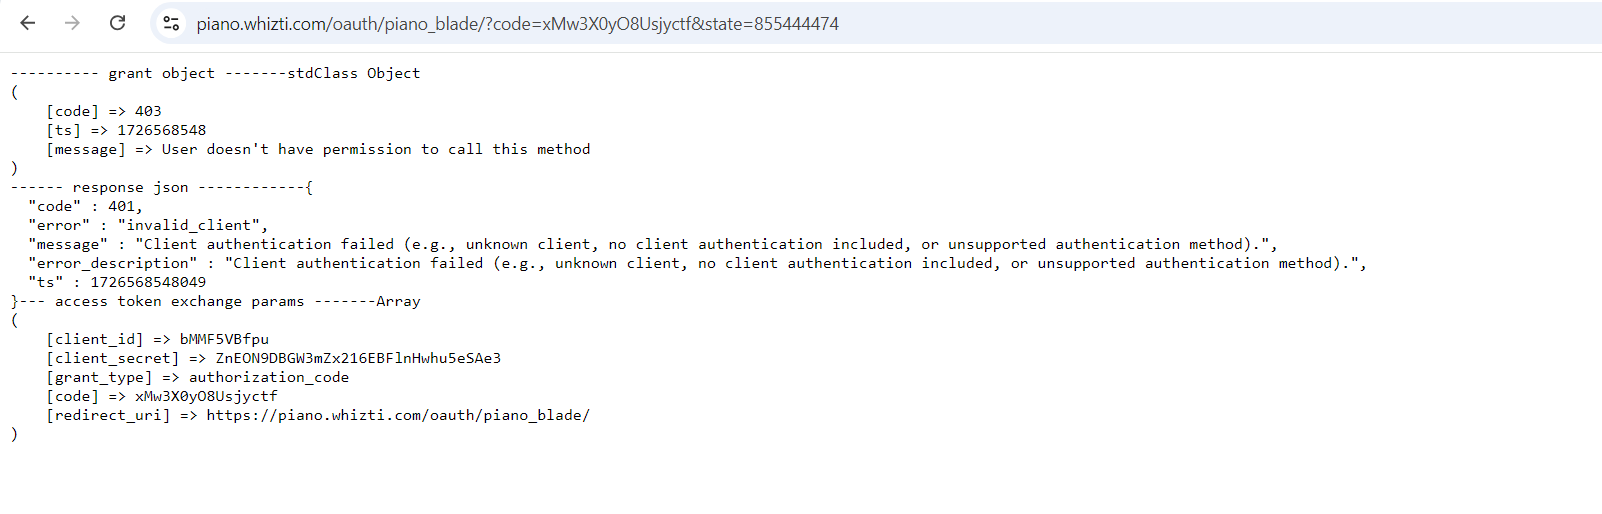 piano.whizti.com/oauth/piano_blade/?code=xMw3X0yO8Usjyctf&state=855444474
---------- grant object -------stdClass Object
(
    [code] => 403
    [ts] => 1726568548
    [message] => User doesn't have permission to call this method
)
------ response json ------------{
  "code" : 401,
  "error" : "invalid_client",
  "message" : "Client authentication failed (e.g., unknown client, no client authentication included, or unsupported authentication method).",
  "error_description" : "Client authentication failed (e.g., unknown client, no client authentication included, or unsupported authentication method).",
  "ts" : 1726568548049
}--- access token exchange params -------Array
(
    [client_id] => bMMF5VBfpu
    [client_secret] => ZnEON9DBGW3mZx216EBFlnHwhu5eSAe3
    [grant_type] => authorization_code
    [code] => xMw3X0yO8Usjyctf
    [redirect_uri] => https://piano.whizti.com/oauth/piano_blade/
)